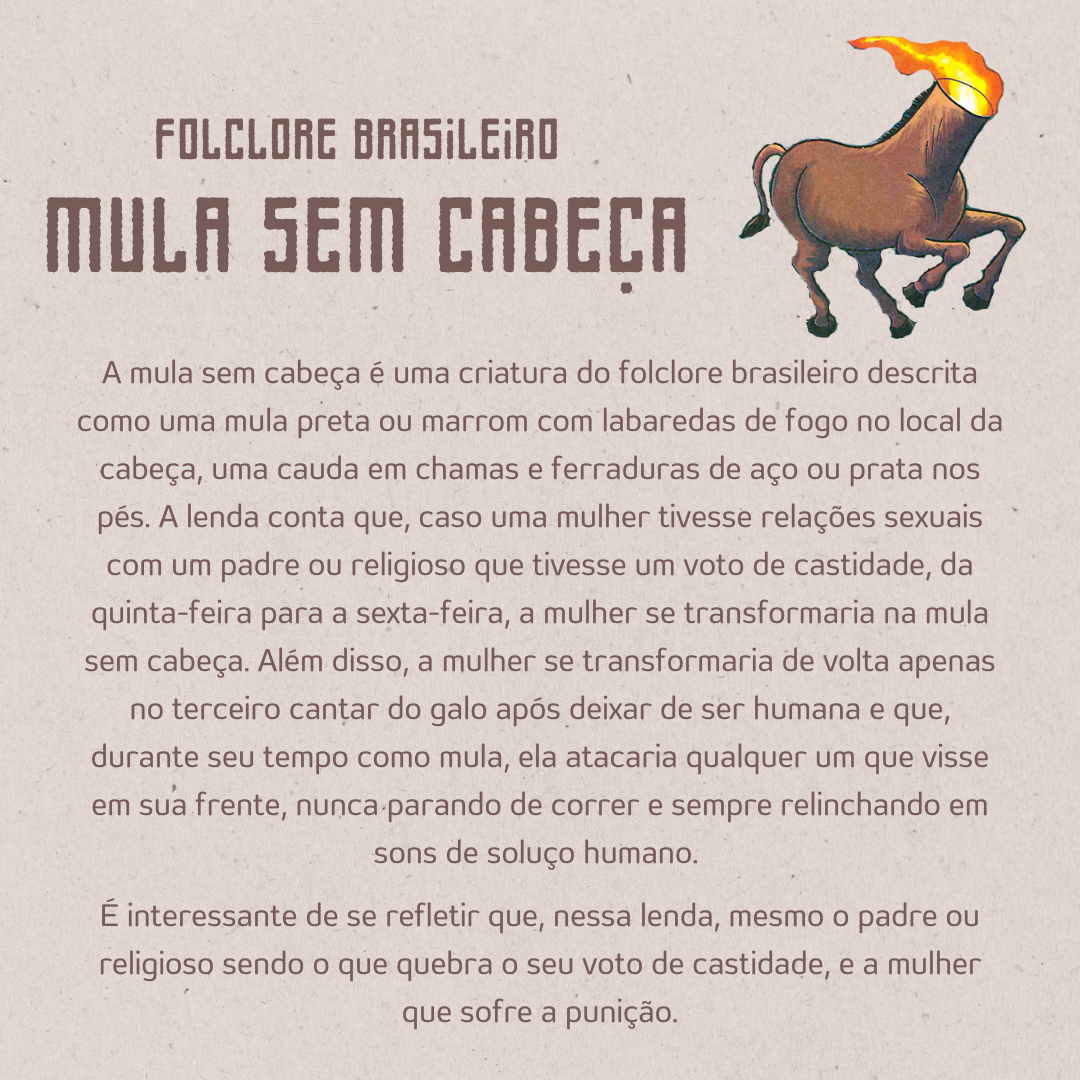 FOLCLORE BRASILEIRO
MULA SEM CABEÇA
A mula sem cabeça é uma criatura do folclore brasileiro descrita
como uma mula preta ou marrom com labaredas de fogo no local da
cabeça, uma cauda em chamas e ferraduras de aço ou prata nos
pés. A lenda conta que, caso uma mulher tivesse relações sexuais
com um padre ou religioso que tivesse um voto de castidade, da
quinta-feira para a sexta-feira, a mulher se transformaria na mula
sem cabeça. Além disso, a mulher se transformaria de volta apenas
no terceiro cantar do galo após deixar de ser humana e que,
durante seu tempo como mula, ela atacaria qualquer um que visse
em sua frente, nunca parando de correr e sempre relinchando em
sons de soluço humano.
É interessante de se refletir que, nessa lenda, mesmo o padre ou
religioso sendo o que quebra o seu voto de castidade, e a mulher
que sofre a punição.